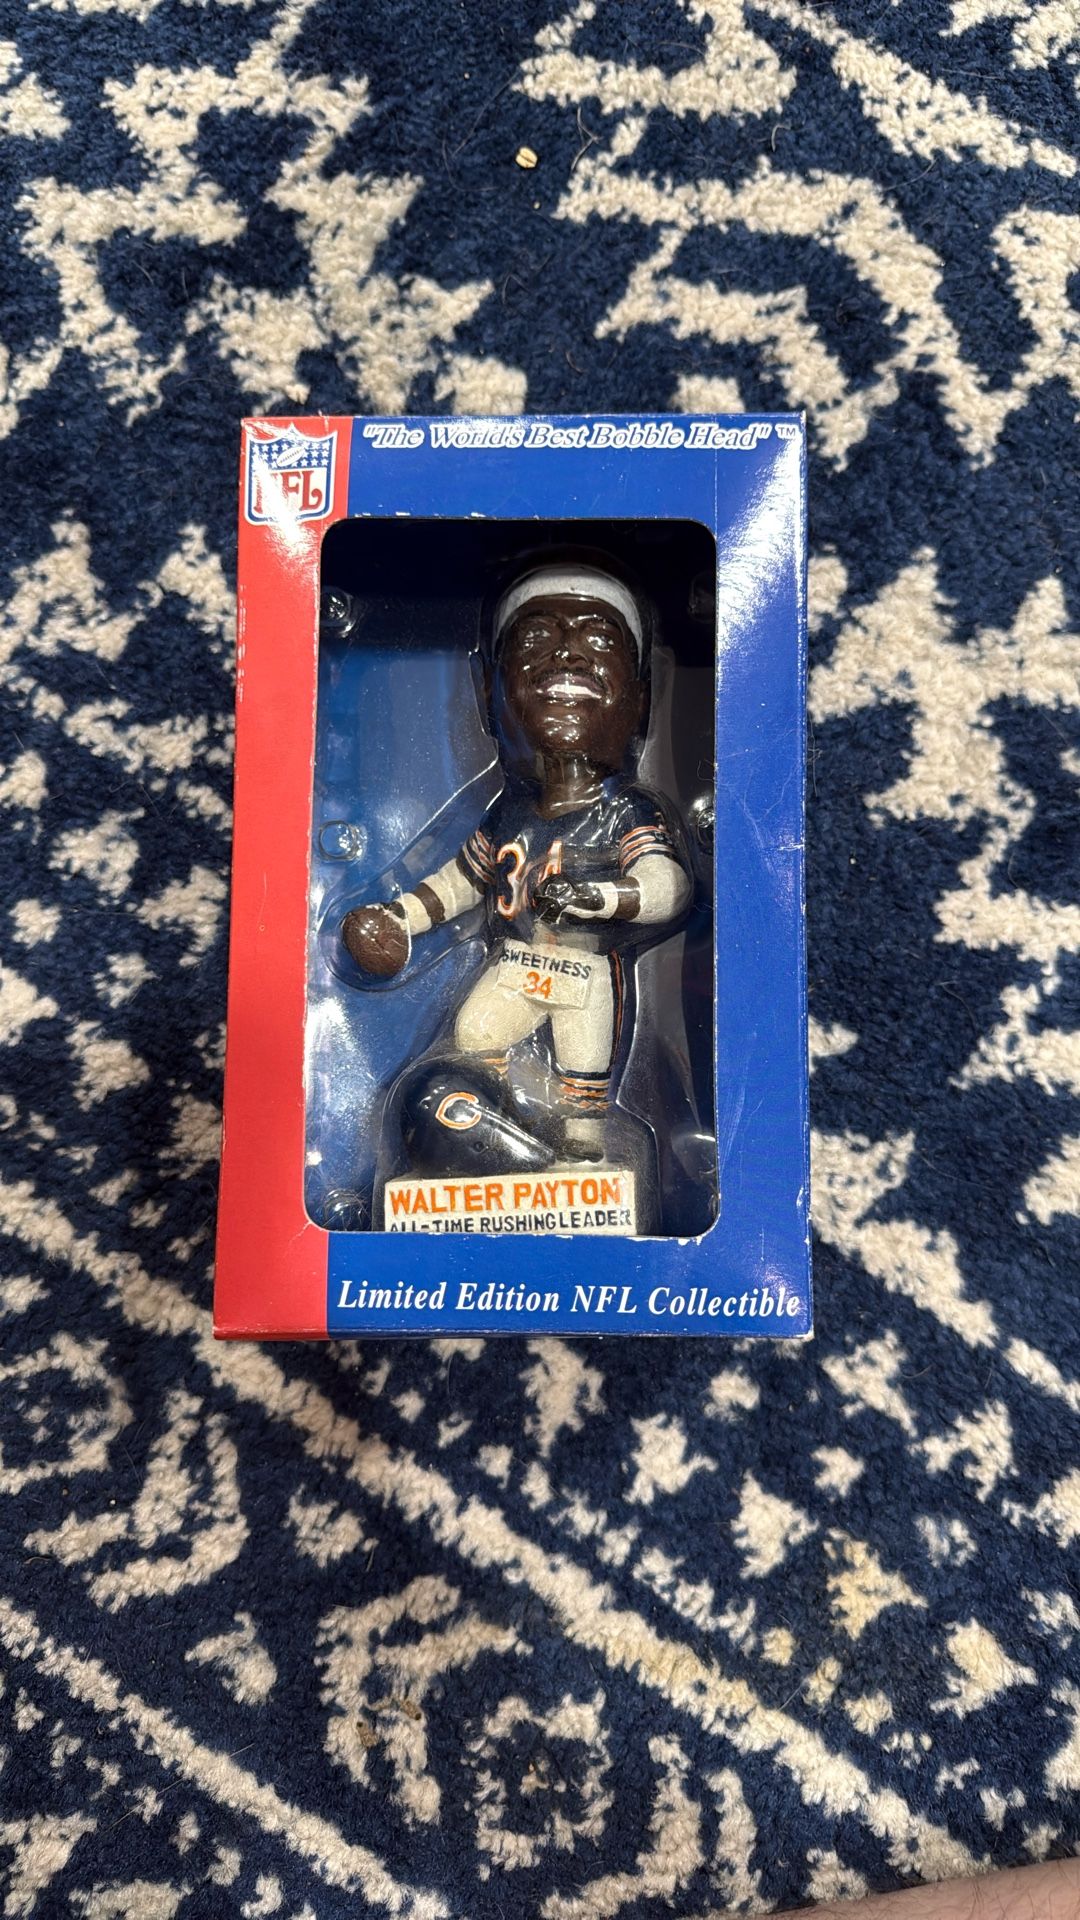 "The World's Best Bobble Head" ™
NFL
34
SWEETNESS
34
C
WALTER PAYTON
ALL-TIME RUSHING LEADER
Limited Edition NFL Collectible